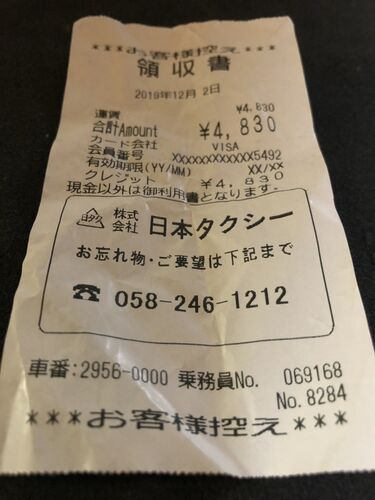 ***お客様控え***
領収書
2019年12月 2日
運賃 ¥4,830
合計Amount ¥4,830
カード会社 VISA
会員番号 XXXXXXXXXXXX5492
有効期限(YY/MM) XX/XX
クレジット ¥4,830
現金以外は御利用書となります。
日タク 株式会社 日本タクシー
お忘れ物・ご要望は下記まで
☎ 058-246-1212
車番:2956-0000 乗務員No. 069168
No.8284
***お客様控え***